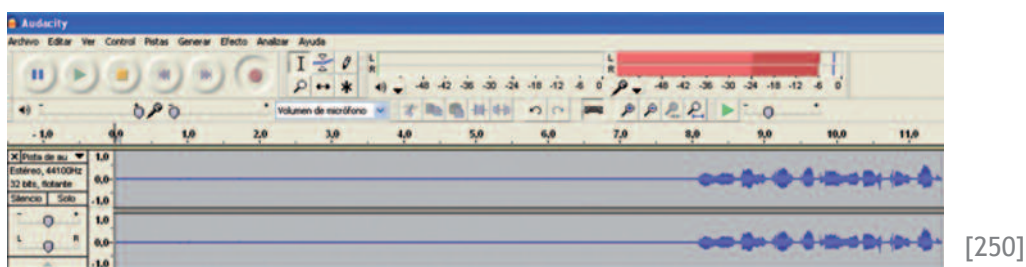 Audacity
Archivo Editar Ver Control Pistas Generar Efecto Analizar Ayuda
L
R
-48 -42 -36 -30 -24 -18 -12 -6 0
L
R
-48 -42 -36 -30 -24 -18 -12 -6 0
Volumen de micrófono
-1,0 0,0 1,0 2,0 3,0 4,0 5,0 6,0 7,0 8,0 9,0 10,0 11,0
X Pista de au 1,0
Estéreo, 44100Hz 0,0
32 bits, flotante
Silencio Solo -1,0
- + 1,0
L R 0,0
-1,0
[250]